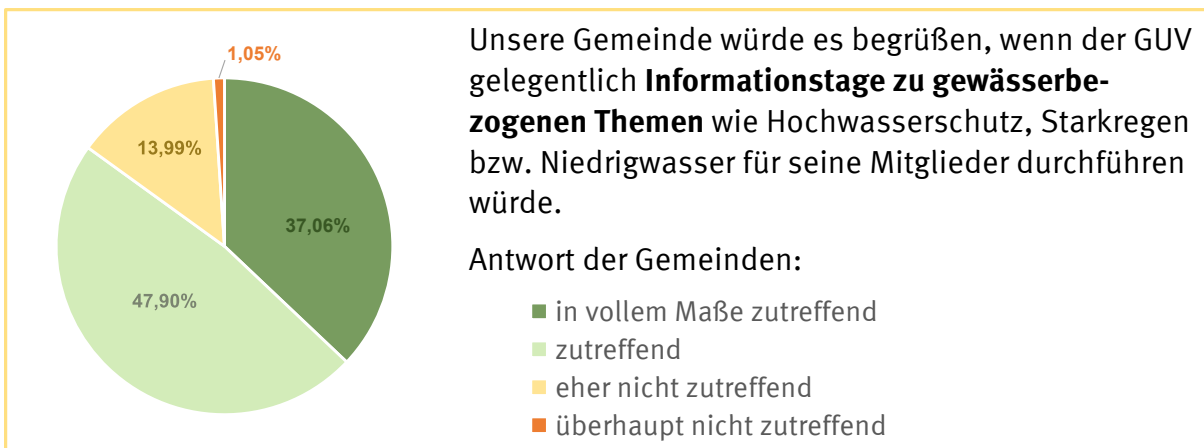 1,05%
13,99%
37,06%
47,90%
Unsere Gemeinde würde es begrüßen, wenn der GUV
gelegentlich Informationstage zu gewässerbe-
zogenen Themen wie Hochwasserschutz, Starkregen
bzw. Niedrigwasser für seine Mitglieder durchführen
würde.
Antwort der Gemeinden:
in vollem Maße zutreffend
zutreffend
eher nicht zutreffend
überhaupt nicht zutreffend